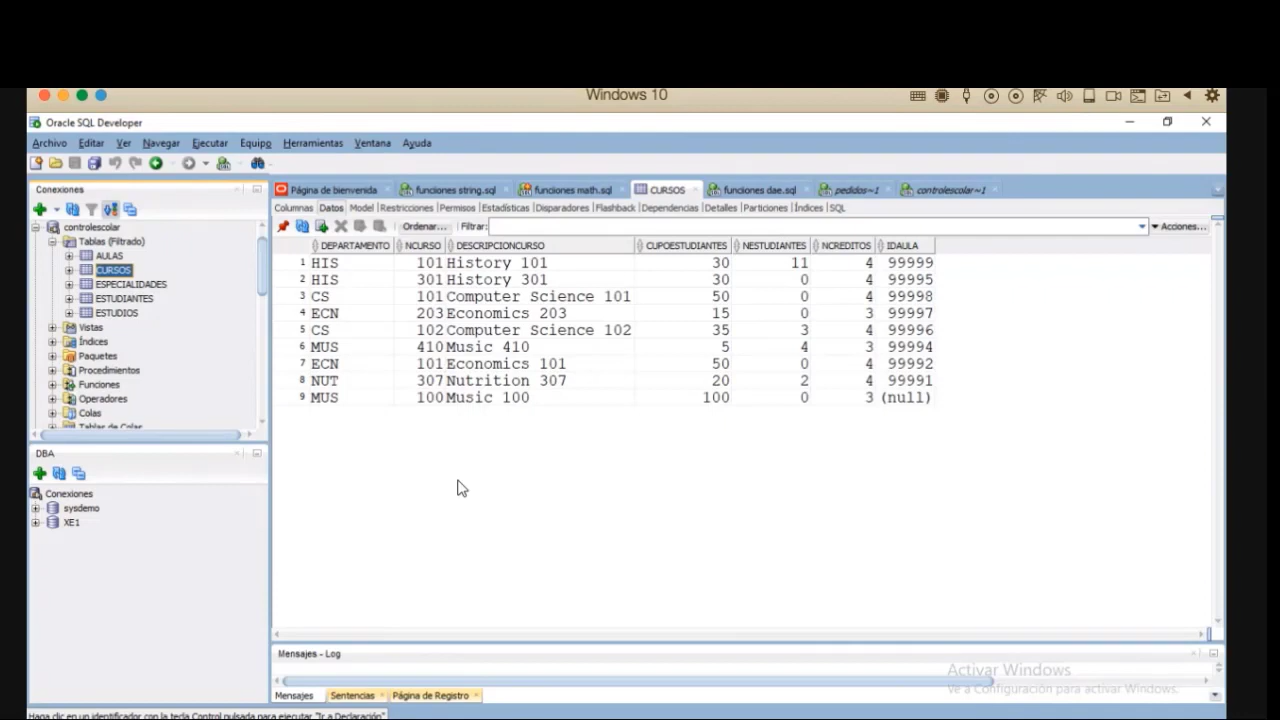 Windows 10
Oracle SQL Developer
Archivo Editar Ver Navegar Ejecutar Equipo Herramientas Ventana Ayuda
Conexiones
Página de bienvenida funciones string.sql funciones math.sql CURSOS funciones dae.sql pedidos~1 controlescolar~1
Columnas Datos Model Restricciones Permisos Estadísticas Disparadores Flashback Dependencias Detalles Particiones Índices SQL
Ordenar... Filtrar: Acciones...
controlescolar
Tablas (Filtrado)
AULAS
CURSOS
ESPECIALIDADES
ESTUDIANTES
ESTUDIOS
Vistas
Índices
Paquetes
Procedimientos
Funciones
Operadores
Colas
Tablas de Colas
DEPARTAMENTO NCURSO DESCRIPCIONCURSO CUPOESTUDIANTES NESTUDIANTES NCREDITOS IDAULA
1 HIS 101 History 101 30 11 4 99999
2 HIS 301 History 301 30 0 4 99995
3 CS 101 Computer Science 101 50 0 4 99998
4 ECN 203 Economics 203 15 0 3 99997
5 CS 102 Computer Science 102 35 3 4 99996
6 MUS 410 Music 410 5 4 3 99994
7 ECN 101 Economics 101 50 0 4 99992
8 NUT 307 Nutrition 307 20 2 4 99991
9 MUS 100 Music 100 100 0 3 (null)
DBA
Conexiones
sysdemo
XE1
Mensajes - Log
Activar Windows
Ve a Configuración para activar Windows.
Mensajes Sentencias Página de Registro
Haga clic en un identificador con la tecla Control pulsada para ejecutar "Ir a Declaración"